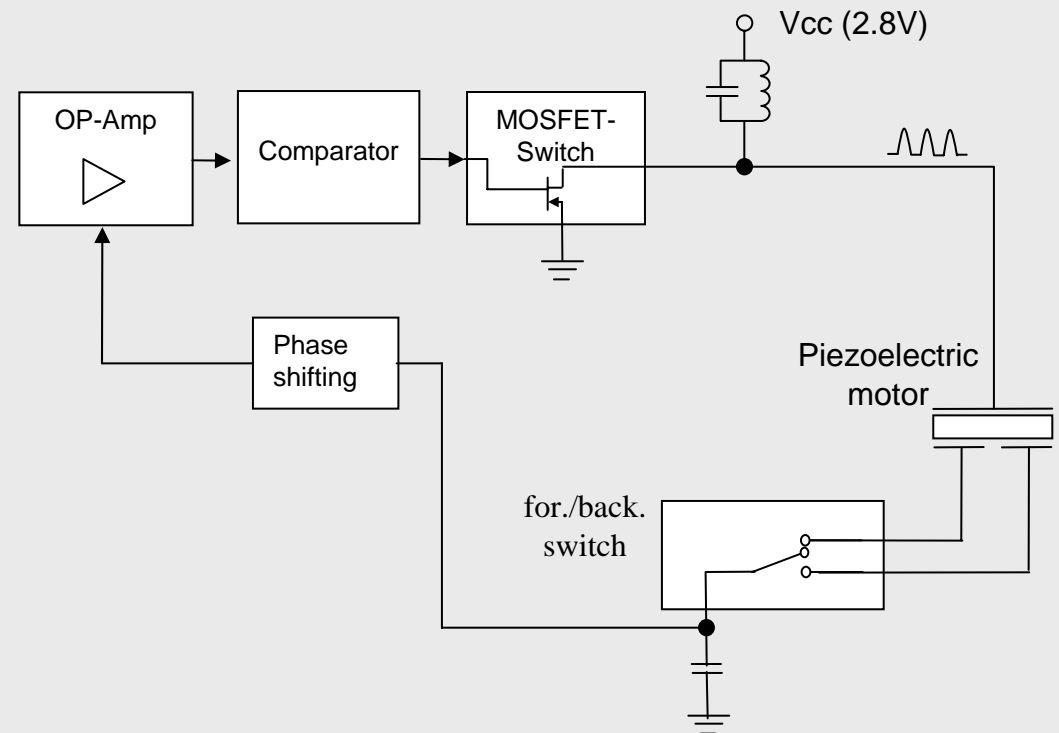 Vcc (2.8V)
OP-Amp
Comparator
MOSFET-
Switch
Phase
shifting
Piezoelectric
motor
for./back.
switch